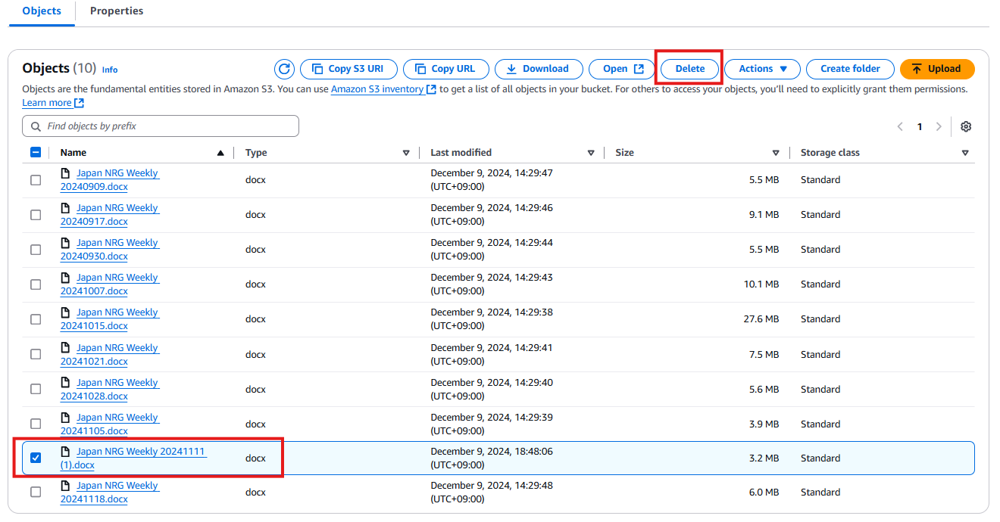 Objects
Properties
Objects (10) Info
Copy S3 URI
Copy URL
Download
Open
Delete
Actions
Create folder
Upload
Objects are the fundamental entities stored in Amazon S3. You can use Amazon S3 inventory to get a list of all objects in your bucket. For others to access your objects, you'll need to explicitly grant them permissions.
Learn more
Find objects by prefix
1
Name
Type
Last modified
Size
Storage class
Japan NRG Weekly
20240909.docx
docx
December 9, 2024, 14:29:47
(UTC+09:00)
5.5 MB
Standard
Japan NRG Weekly
20240917.docx
docx
December 9, 2024, 14:29:46
(UTC+09:00)
9.1 MB
Standard
Japan NRG Weekly
20240930.docx
docx
December 9, 2024, 14:29:44
(UTC+09:00)
5.5 MB
Standard
Japan NRG Weekly
20241007.docx
docx
December 9, 2024, 14:29:43
(UTC+09:00)
10.1 MB
Standard
Japan NRG Weekly
20241015.docx
docx
December 9, 2024, 14:29:38
(UTC+09:00)
27.6 MB
Standard
Japan NRG Weekly
20241021.docx
docx
December 9, 2024, 14:29:41
(UTC+09:00)
7.5 MB
Standard
Japan NRG Weekly
20241028.docx
docx
December 9, 2024, 14:29:40
(UTC+09:00)
5.6 MB
Standard
Japan NRG Weekly
20241105.docx
docx
December 9, 2024, 14:29:39
(UTC+09:00)
3.9 MB
Standard
Japan NRG Weekly 20241111
(1).docx
docx
December 9, 2024, 18:48:06
(UTC+09:00)
3.2 MB
Standard
Japan NRG Weekly
20241118.docx
docx
December 9, 2024, 14:29:48
(UTC+09:00)
6.0 MB
Standard